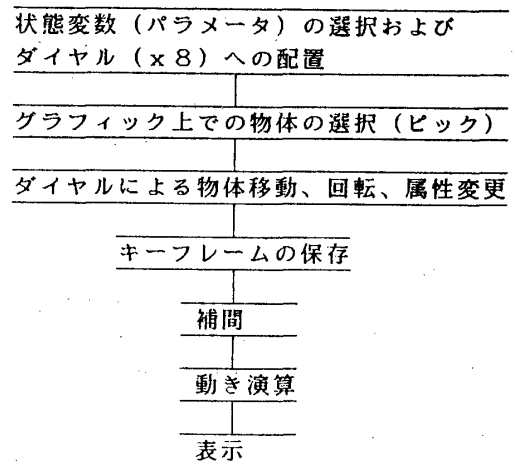 状態変数（パラメータ）の選択および
ダイヤル（x８）への配置
グラフィック上での物体の選択（ピック）
ダイヤルによる物体移動、回転、属性変更
キーフレームの保存
補間
動き演算
表示